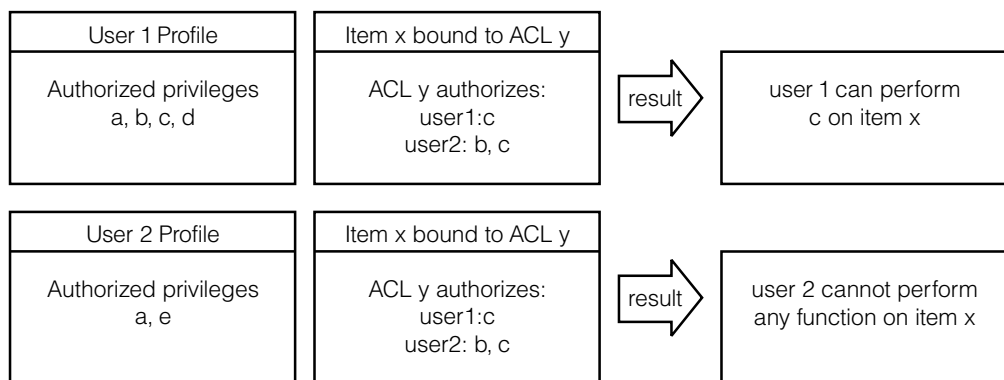 User 1 Profile
Authorized privileges
a, b, c, d
Item x bound to ACL y
ACL y authorizes:
user1:c
user2: b, c
result
user 1 can perform
c on item x
User 2 Profile
Authorized privileges
a, e
Item x bound to ACL y
ACL y authorizes:
user1:c
user2: b, c
result
user 2 cannot perform
any function on item x